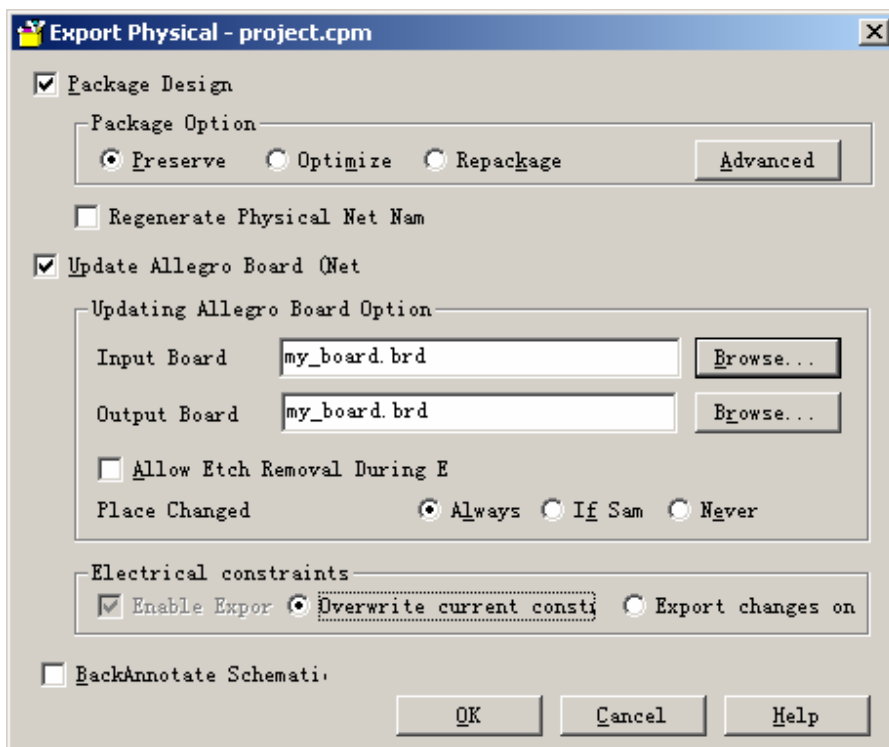 Export Physical - project.cpm
Package Design
Package Option
Preserve Optimize Repackage Advanced
Regenerate Physical Net Nam
Update Allegro Board (Net
Updating Allegro Board Option
Input Board my_board.brd Browse...
Output Board my_board.brd Browse...
Allow Etch Removal During E
Place Changed Always If Sam Never
Electrical constraints
Enable Expor Overwrite current const Export changes on
BackAnnotate Schemati
OK Cancel Help